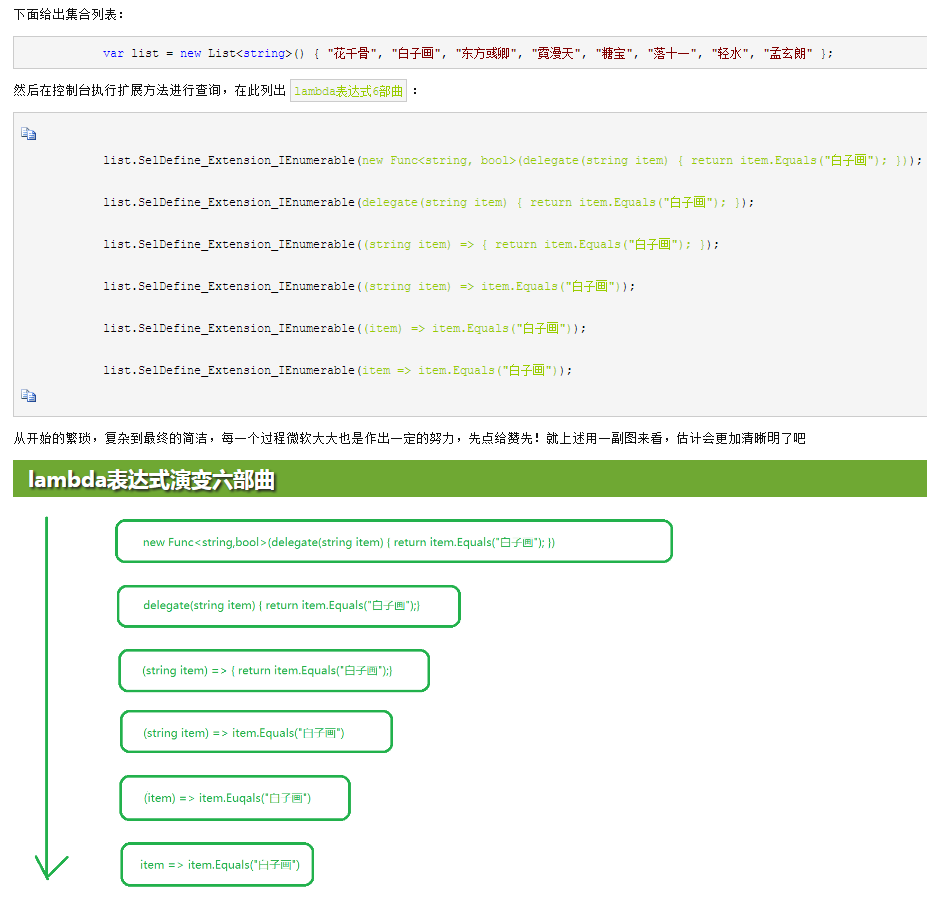 下面给出集合列表：
var list = new List<string>() { "花千骨", "白子画", "东方彧卿", "霓漫天", "糖宝", "落十一", "轻水", "孟玄朗" };
然后在控制台执行扩展方法进行查询，在此列出 lambda表达式6部曲 ：
list.SelDefine_Extension_IEnumerable(new Func<string, bool>(delegate(string item) { return item.Equals("白子画"); }));
list.SelDefine_Extension_IEnumerable(delegate(string item) { return item.Equals("白子画"); });
list.SelDefine_Extension_IEnumerable((string item) => { return item.Equals("白子画"); });
list.SelDefine_Extension_IEnumerable((string item) => item.Equals("白子画"));
list.SelDefine_Extension_IEnumerable((item) => item.Equals("白子画"));
list.SelDefine_Extension_IEnumerable(item => item.Equals("白子画"));
从开始的繁琐，复杂到最终的简洁，每一个过程微软大大也是作出一定的努力，先点给赞先！就上述用一副图来看，估计会更加清晰明了吧
lambda表达式演变六部曲
new Func<string,bool>(delegate(string item) { return item.Equals("白子画"); })
delegate(string item) { return item.Equals("白子画");}
(string item) => { return item.Equals("白子画");}
(string item) => item.Equals("白子画")
(item) => item.Euqals("白子画")
item => item.Equals("白子画")